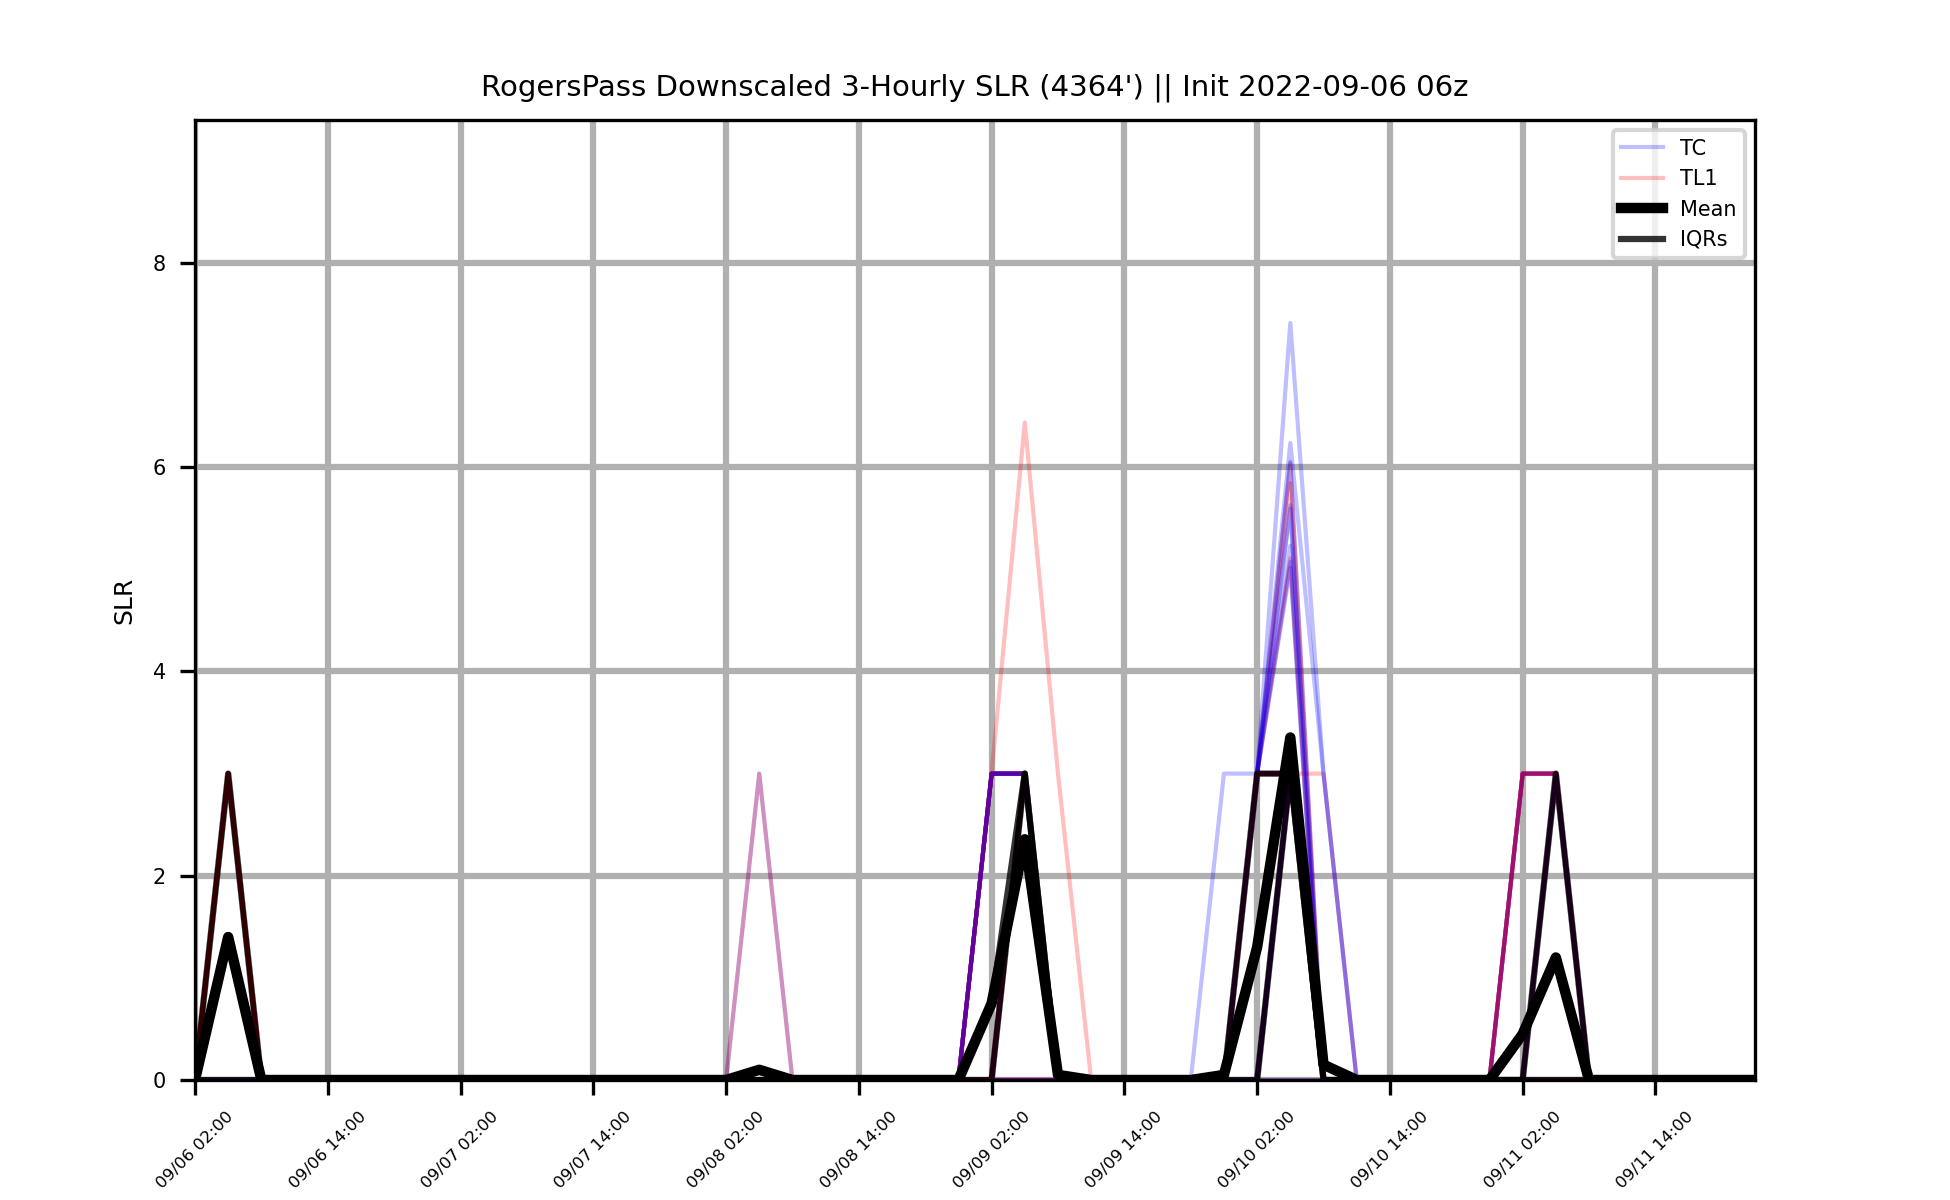 RogersPass Downscaled 3-Hourly SLR (4364') || Init 2022-09-06 06z
TC
TL1
Mean
IQRs
8
6
4
2
0
SLR
09/06 02:00
09/06 14:00
09/07 02:00
09/07 14:00
09/08 02:00
09/08 14:00
09/09 02:00
09/09 14:00
09/10 02:00
09/10 14:00
09/11 02:00
09/11 14:00